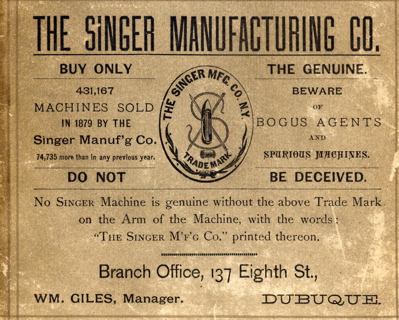 THE SINGER MANUFACTURING CO.
BUY ONLY
431,167
MACHINES SOLD
IN 1879 BY THE
Singer Manuf'g Co.
74,735 more than in any previous year.
DO NOT
THE SINGER MFG. CO. N.Y.
TRADE MARK
THE GENUINE.
BEWARE
OF
BOGUS AGENTS
AND
SPURIOUS MACHINES.
BE DECEIVED.
No SINGER Machine is genuine without the above Trade Mark
on the Arm of the Machine, with the words:
"THE SINGER M'F'G CO." printed thereon.
Branch Office, 137 Eighth St.,
WM. GILES, Manager. DUBUQUE.